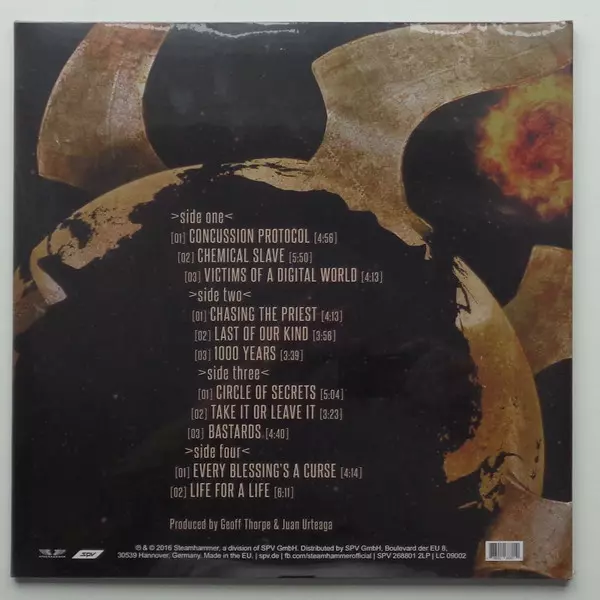 >side one<
[01] CONCUSSION PROTOCOL [4:56]
[02] CHEMICAL SLAVE [5:50]
[03] VICTIMS OF A DIGITAL WORLD [4:13]
>side two<
[01] CHASING THE PRIEST [4:13]
[02] LAST OF OUR KIND [3:58]
[03] 1000 YEARS [3:39]
>side three<
[01] CIRCLE OF SECRETS [5:04]
[02] TAKE IT OR LEAVE IT [3:23]
[03] BASTARDS [4:40]
>side four<
[01] EVERY BLESSING'S A CURSE [4:14]
[02] LIFE FOR A LIFE [6:11]
Produced by Geoff Thorpe & Juan Urteaga
℗ & © 2016 Steamhammer, a division of SPV GmbH. Distributed by SPV GmbH, Boulevard der EU 8,
30539 Hannover, Germany. Made in the EU. | spv.de | fb.com/steamhammerofficial | SPV 268801 2LP | LC 09002
SPV